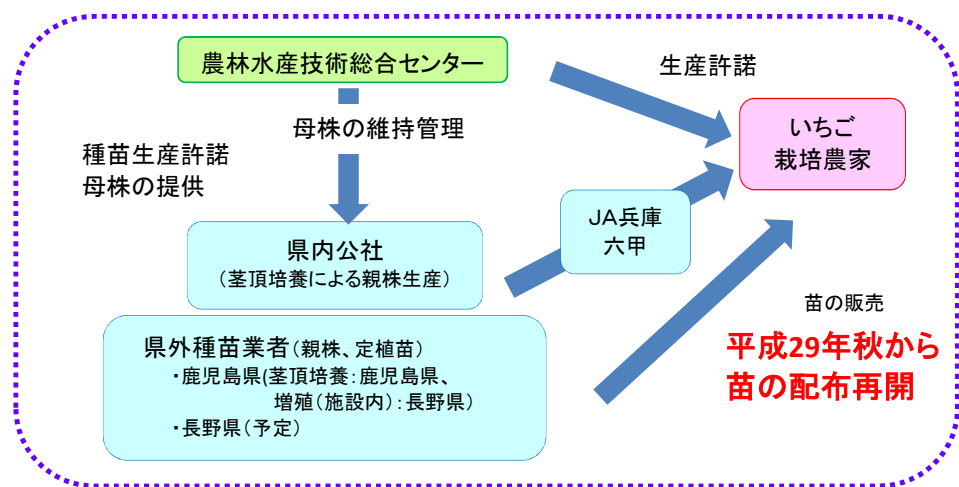 農林水産技術総合センター
生産許諾
母株の維持管理
種苗生産許諾
母株の提供
いちご
栽培農家
JA兵庫
六甲
県内公社
(茎頂培養による親株生産)
苗の販売
平成29年秋から
苗の配布再開
県外種苗業者(親株、定植苗)
・鹿児島県(茎頂培養:鹿児島県、
増殖(施設内):長野県)
・長野県(予定)